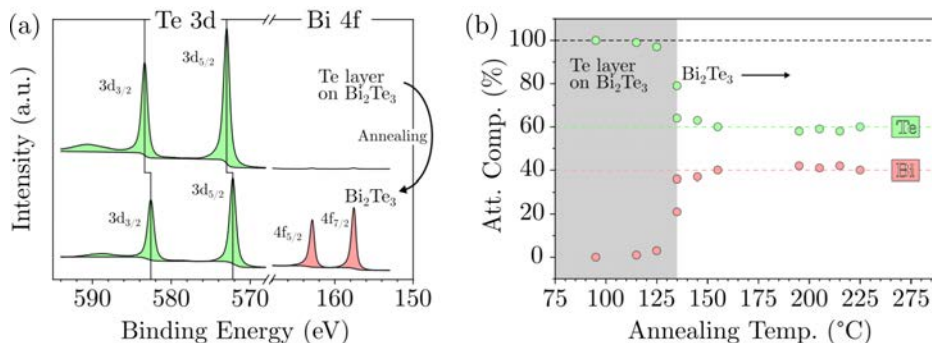 (a)
Te 3d
Bi 4f
3d3/2
3d5/2
Te layer
on Bi2Te3
Annealing
Bi2Te3
3d3/2
3d5/2
4f5/2
4f7/2
Intensity (a.u.)
590
580
570
160
150
Binding Energy (eV)
(b)
Te layer
on Bi2Te3
Bi2Te3
Te
Bi
Att. Comp. (%)
100
80
60
40
20
0
75
100
125
150
175
200
225
275
Annealing Temp. (°C)